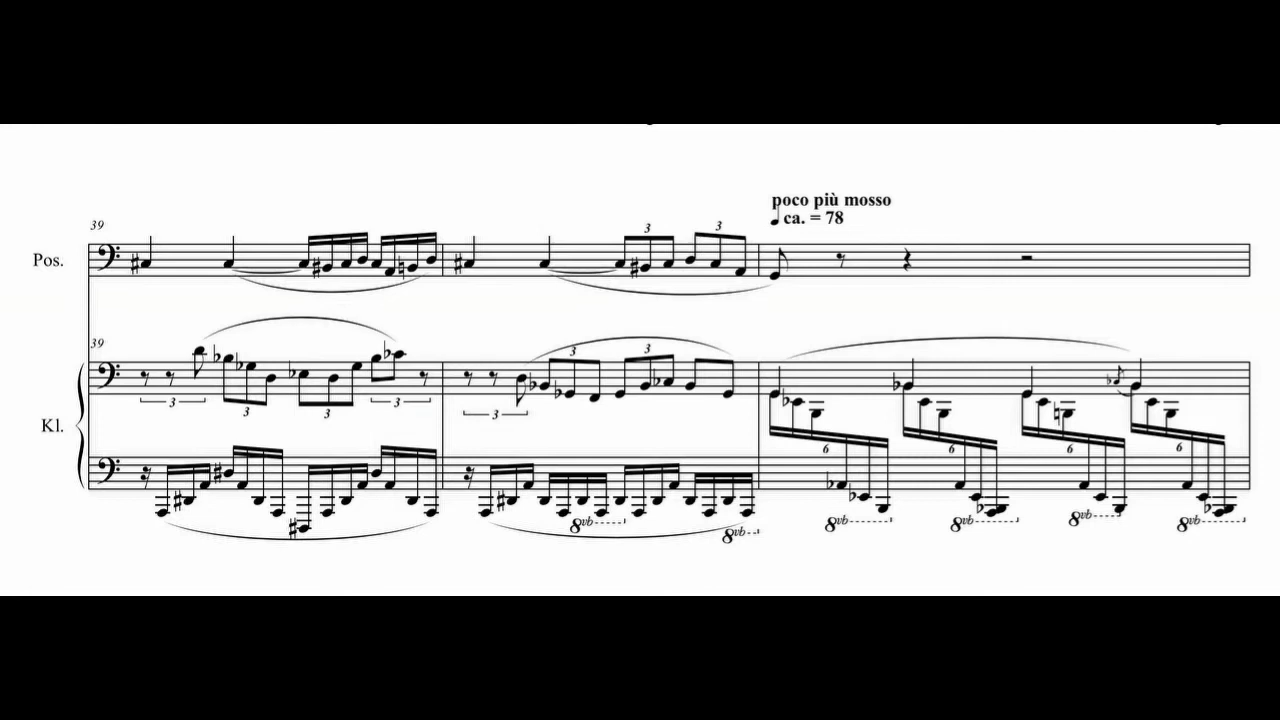 poco più mosso
♩ ca. = 78
39
3 3
Pos.
39
3 3
3 3
3 3 3
Kl.
6 6 6 6
8vb 8vb 8vb 8vb 8vb
8vb